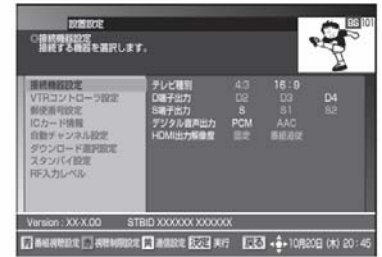 設置設定
BS 101
○接続機器設定
接続する機器を選択します。
接続機器設定
VTRコントローラ設定
郵便番号設定
ICカード情報
自動チャンネル設定
ダウンロード選択設定
スタンバイ設定
RF入力レベル
テレビ種別 4:3 16:9
D端子出力 D2 D3 D4
S端子出力 S S1 S2
デジタル音声出力 PCM AAC
HDMI出力解像度 固定 番組追従
Version : XX-X.00 STBID XXXXXX XXXXXX
青 番組視聴設定 赤 視聴制限設定 黄 通信設定 決定 実行 戻る 10月20日 (木) 20:45